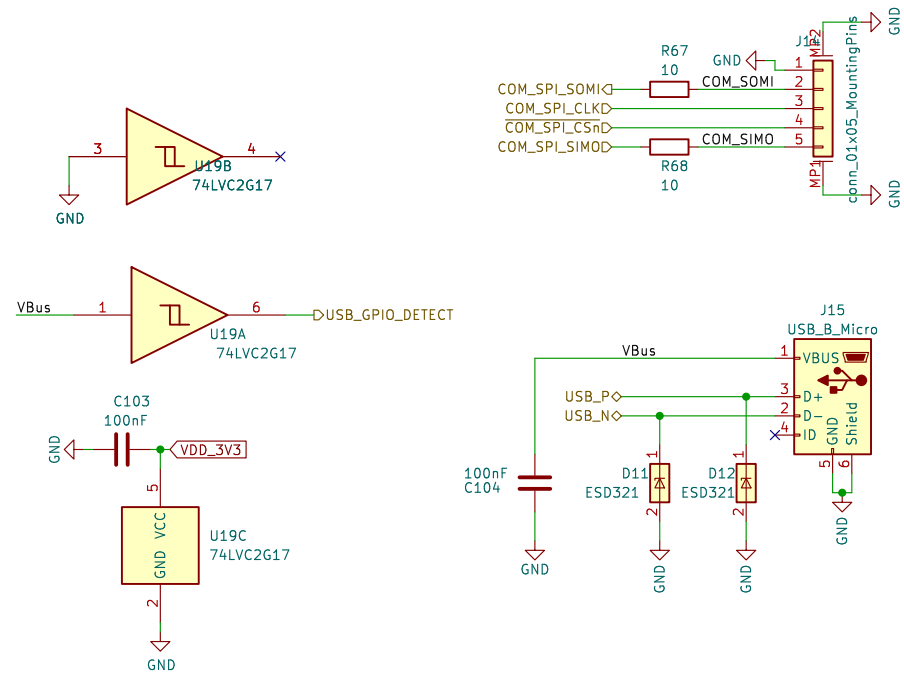 3
4
U19B
74LVC2G17
GND
VBus
1
6
USB_GPIO_DETECT
U19A
74LVC2G17
C103
100nF
GND
VDD_3V3
5
VCC
GND
U19C
74LVC2G17
2
GND
R67
10
GND
J14
MP2
GND
COM_SPI_SOMI
COM_SOMI
COM_SPI_CLK
COM_SPI_CSn
COM_SPI_SIMO
COM_SIMO
R68
10
1
2
3
4
5
MP1
conn_01x05_MountingPins
GND
J15
USB_B_Micro
VBus
1
VBUS
USB_P
3
D+
USB_N
2
D-
4
ID
GND
Shield
5
6
GND
100nF
C104
GND
D11
ESD321
1
2
GND
D12
ESD321
1
2
GND